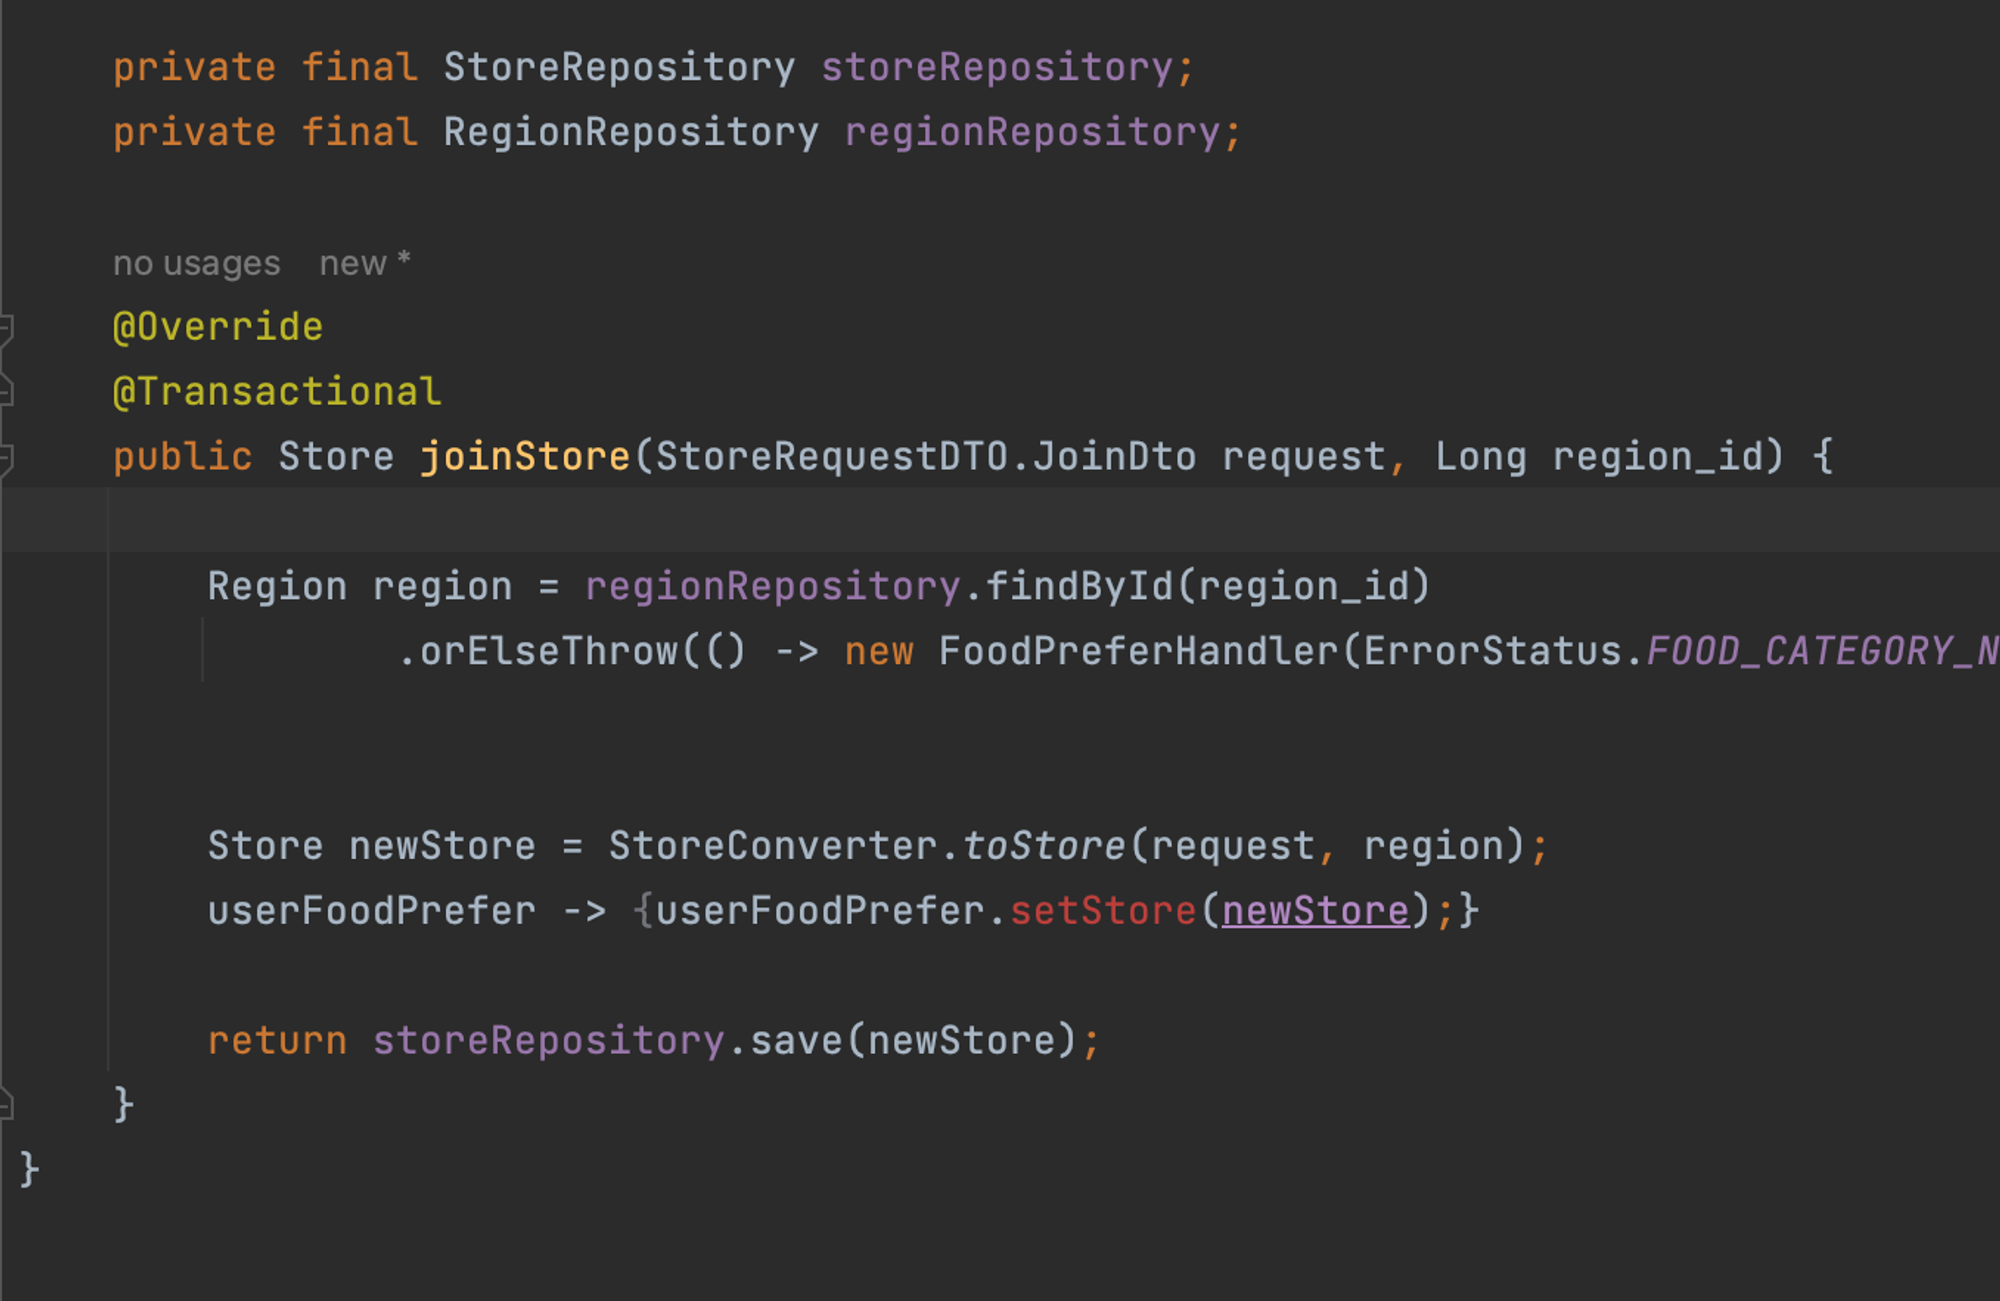 private final StoreRepository storeRepository;
private final RegionRepository regionRepository;
no usages new *
@Override
@Transactional
public Store joinStore(StoreRequestDTO.JoinDto request, Long region_id) {
Region region = regionRepository.findById(region_id)
.orElseThrow(() -> new FoodPreferHandler(ErrorStatus.FOOD_CATEGORY_N
Store newStore = StoreConverter.toStore(request, region);
userFoodPrefer -> {userFoodPrefer.setStore(newStore);}
return storeRepository.save(newStore);
}
}